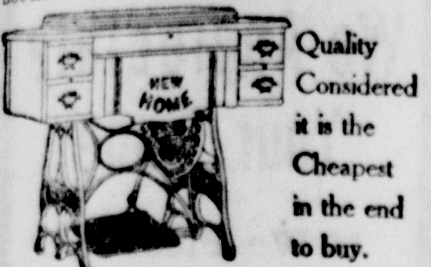 NEW
HOME
Quality
Considered
it is the
Cheapest
in the end
to buy.